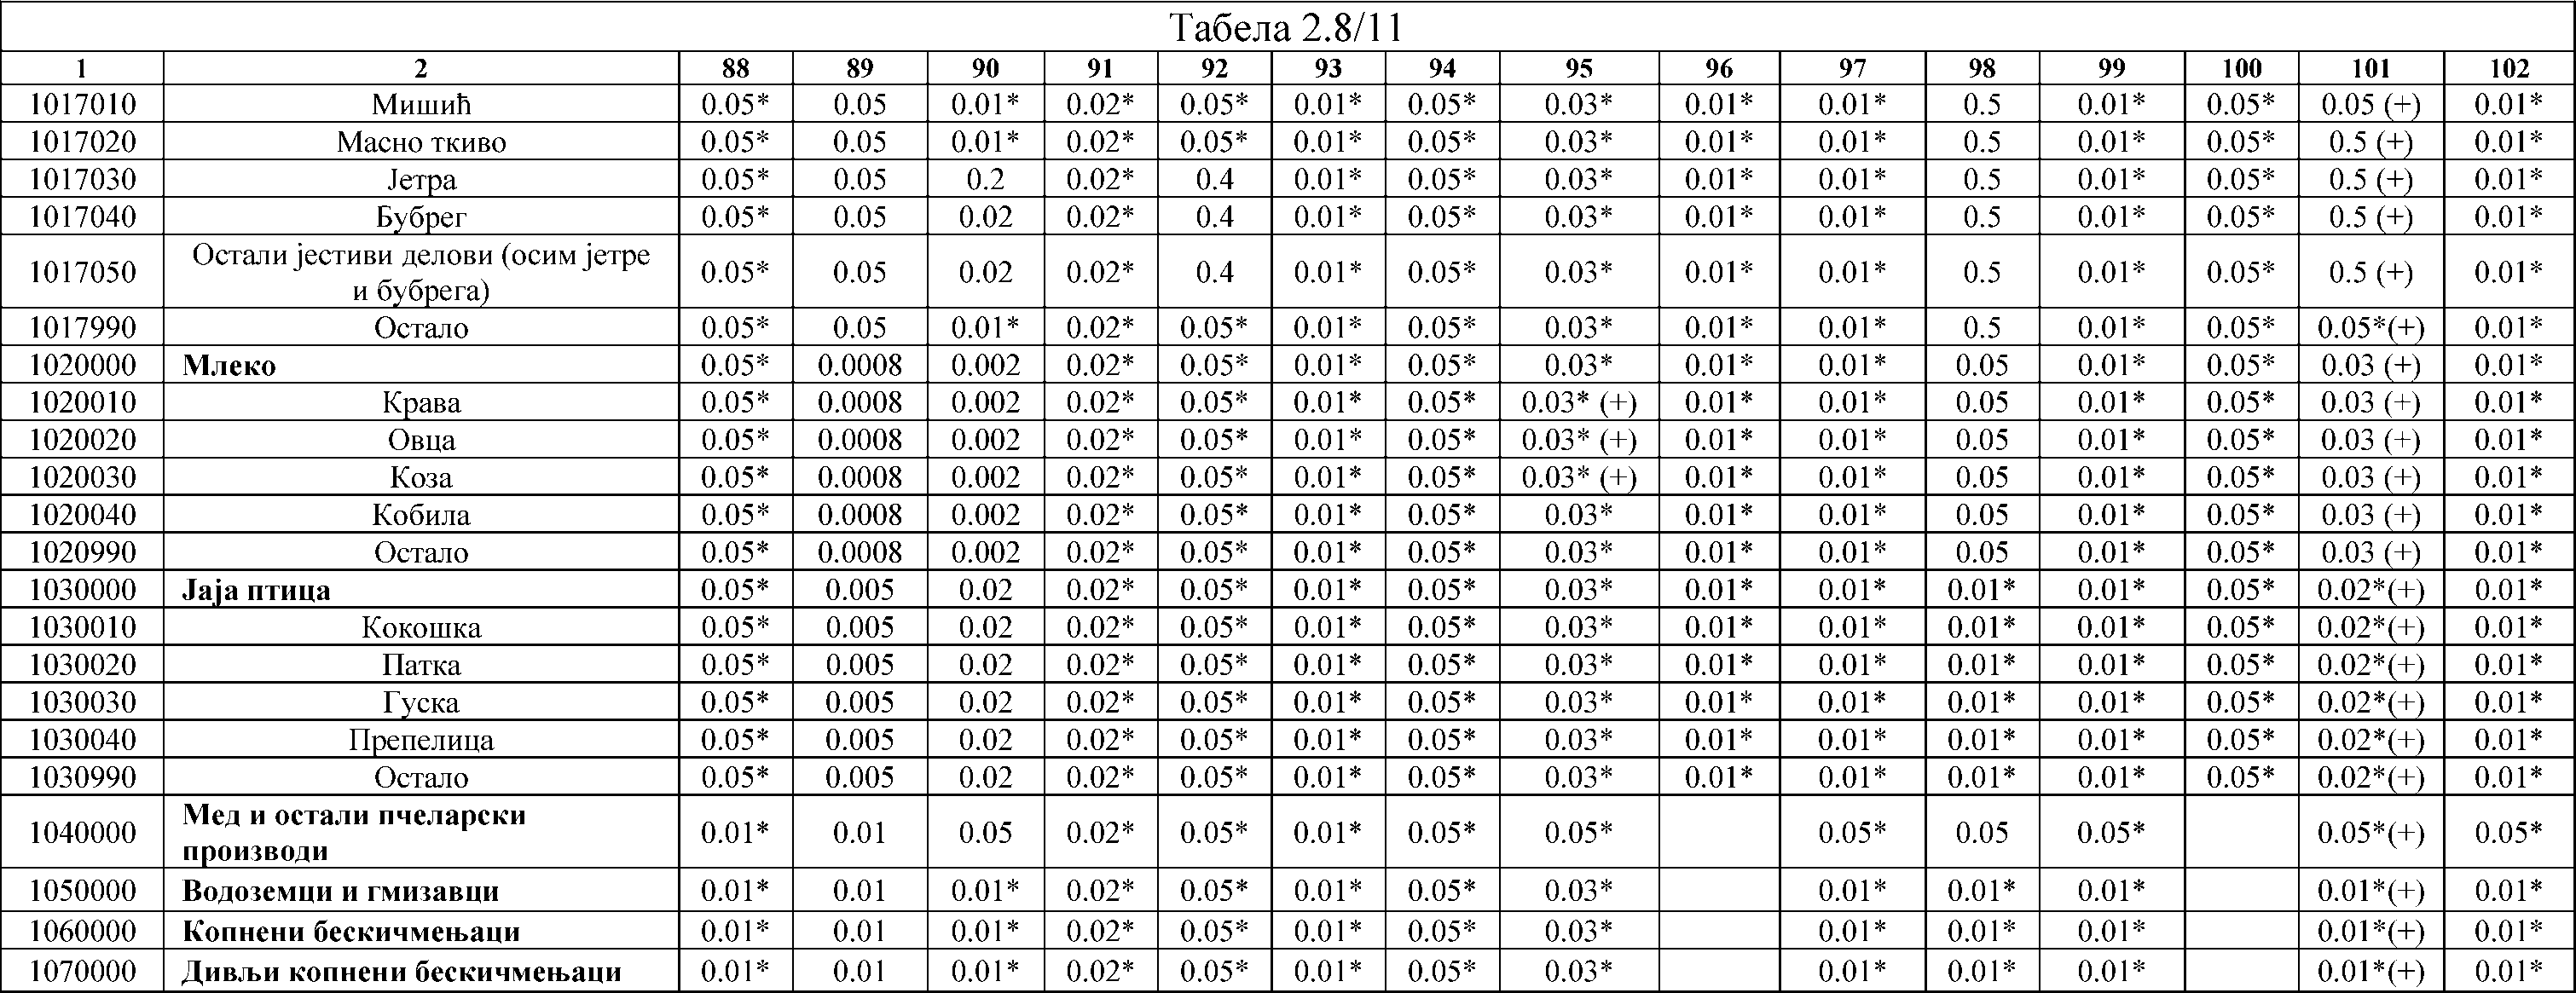 Табела 2.8/11
1 2 88 89 90 91 92 93 94 95 96 97 98 99 100 101 102
1017010 Мишић 0.05* 0.05 0.01* 0.02* 0.05* 0.01* 0.05* 0.03* 0.01* 0.01* 0.5 0.01* 0.05* 0.05 (+) 0.01*
1017020 Масно ткиво 0.05* 0.05 0.01* 0.02* 0.05* 0.01* 0.05* 0.03* 0.01* 0.01* 0.5 0.01* 0.05* 0.5 (+) 0.01*
1017030 Јетра 0.05* 0.05 0.2 0.02* 0.4 0.01* 0.05* 0.03* 0.01* 0.01* 0.5 0.01* 0.05* 0.5 (+) 0.01*
1017040 Бубрег 0.05* 0.05 0.02 0.02* 0.4 0.01* 0.05* 0.03* 0.01* 0.01* 0.5 0.01* 0.05* 0.5 (+) 0.01*
Остали јестиви делови (осим јетре
1017050 и бубрега) 0.05* 0.05 0.02 0.02* 0.4 0.01* 0.05* 0.03* 0.01* 0.01* 0.5 0.01* 0.05* 0.5 (+) 0.01*
1017990 Остало 0.05* 0.05 0.01* 0.02* 0.05* 0.01* 0.05* 0.03* 0.01* 0.01* 0.5 0.01* 0.05* 0.05*(+) 0.01*
1020000 Млеко 0.05* 0.0008 0.002 0.02* 0.05* 0.01* 0.05* 0.03* 0.01* 0.01* 0.05 0.01* 0.05* 0.03 (+) 0.01*
1020010 Крава 0.05* 0.0008 0.002 0.02* 0.05* 0.01* 0.05* 0.03* (+) 0.01* 0.01* 0.05 0.01* 0.05* 0.03 (+) 0.01*
1020020 Овца 0.05* 0.0008 0.002 0.02* 0.05* 0.01* 0.05* 0.03* (+) 0.01* 0.01* 0.05 0.01* 0.05* 0.03 (+) 0.01*
1020030 Коза 0.05* 0.0008 0.002 0.02* 0.05* 0.01* 0.05* 0.03* (+) 0.01* 0.01* 0.05 0.01* 0.05* 0.03 (+) 0.01*
1020040 Кобила 0.05* 0.0008 0.002 0.02* 0.05* 0.01* 0.05* 0.03* 0.01* 0.01* 0.05 0.01* 0.05* 0.03 (+) 0.01*
1020990 Остало 0.05* 0.0008 0.002 0.02* 0.05* 0.01* 0.05* 0.03* 0.01* 0.01* 0.05 0.01* 0.05* 0.03 (+) 0.01*
1030000 Јаја птица 0.05* 0.005 0.02 0.02* 0.05* 0.01* 0.05* 0.03* 0.01* 0.01* 0.01* 0.01* 0.05* 0.02*(+) 0.01*
1030010 Кокошка 0.05* 0.005 0.02 0.02* 0.05* 0.01* 0.05* 0.03* 0.01* 0.01* 0.01* 0.01* 0.05* 0.02*(+) 0.01*
1030020 Патка 0.05* 0.005 0.02 0.02* 0.05* 0.01* 0.05* 0.03* 0.01* 0.01* 0.01* 0.01* 0.05* 0.02*(+) 0.01*
1030030 Гуска 0.05* 0.005 0.02 0.02* 0.05* 0.01* 0.05* 0.03* 0.01* 0.01* 0.01* 0.01* 0.05* 0.02*(+) 0.01*
1030040 Препелица 0.05* 0.005 0.02 0.02* 0.05* 0.01* 0.05* 0.03* 0.01* 0.01* 0.01* 0.01* 0.05* 0.02*(+) 0.01*
1030990 Остало 0.05* 0.005 0.02 0.02* 0.05* 0.01* 0.05* 0.03* 0.01* 0.01* 0.01* 0.01* 0.05* 0.02*(+) 0.01*
Мед и остали пчеларски
1040000 производи 0.01* 0.01 0.05 0.02* 0.05* 0.01* 0.05* 0.05* 0.05* 0.05 0.05* 0.05*(+) 0.05*
1050000 Водоземци и гмизавци 0.01* 0.01 0.01* 0.02* 0.05* 0.01* 0.05* 0.03* 0.01* 0.01* 0.01* 0.01*(+) 0.01*
1060000 Копнени бескичмењаци 0.01* 0.01 0.01* 0.02* 0.05* 0.01* 0.05* 0.03* 0.01* 0.01* 0.01* 0.01*(+) 0.01*
1070000 Дивљи копнени бескичмењаци 0.01* 0.01 0.01* 0.02* 0.05* 0.01* 0.05* 0.03* 0.01* 0.01* 0.01* 0.01*(+) 0.01*